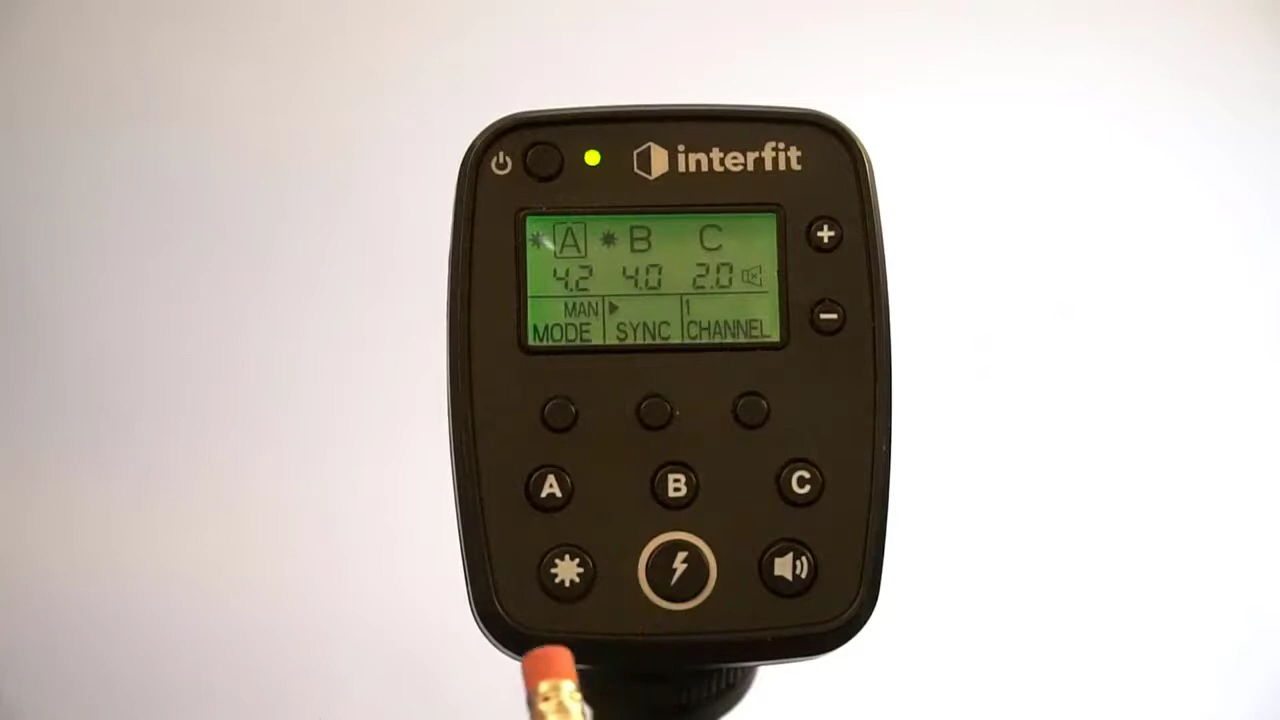 interfit
A B C
4.2 4.0 2.0
MAN 1
MODE SYNC CHANNEL
+
-
A B C